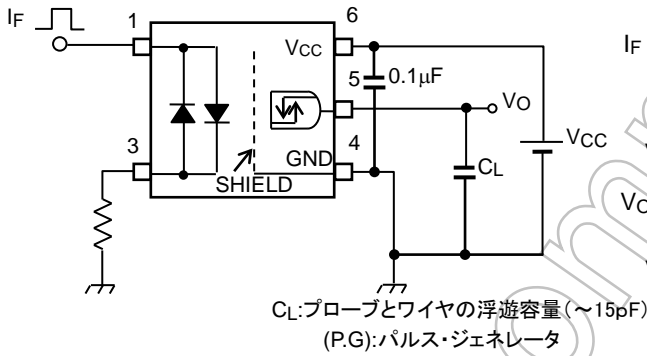 IF
1
6
VCC
5
0.1μF
VO
IF
3
4
GND
SHIELD
CL
VCC
CL:プローブとワイヤの浮遊容量(~15pF)
(P.G):パルス・ジェネレータ